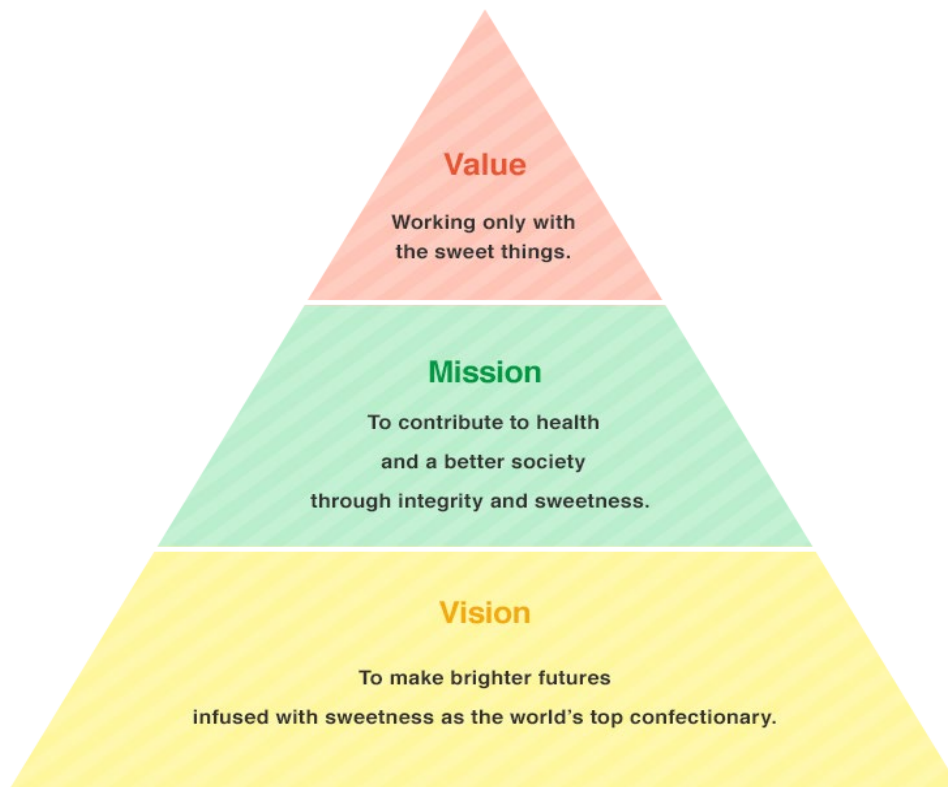 Value
Working only with
the sweet things.
Mission
To contribute to health
and a better society
through integrity and sweetness.
Vision
To make brighter futures
infused with sweetness as the world’s top confectionary.